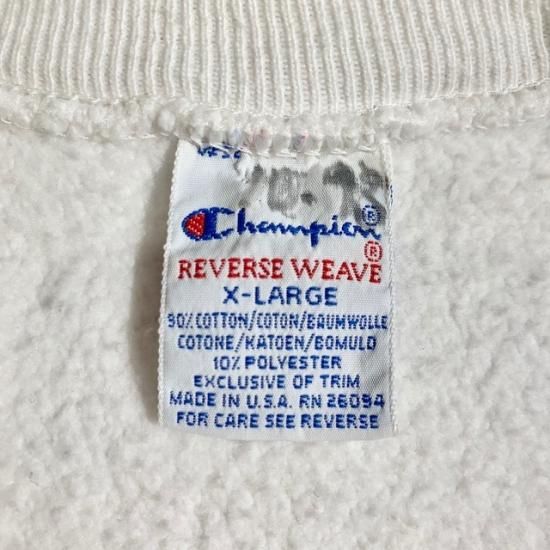 Champion®
REVERSE WEAVE®
X-LARGE
90% COTTON/COTON/BAUMWOLLE
COTONE/KATOEN/BOMULD
10% POLYESTER
EXCLUSIVE OF TRIM
MADE IN U.S.A. RN 26094
FOR CARE SEE REVERSE